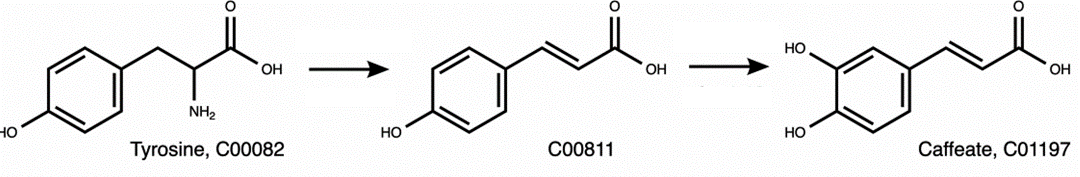 O
OH
NH₂
HO
Tyrosine, C00082
O
OH
HO
C00811
O
HO
OH
HO
Caffeate, C01197